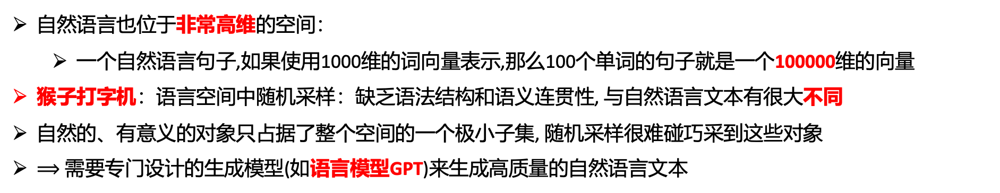 ➢ 自然语言也位于非常高维的空间：
➢ 一个自然语言句子,如果使用1000维的词向量表示,那么100个单词的句子就是一个100000维的向量
➢ 猴子打字机：语言空间中随机采样：缺乏语法结构和语义连贯性, 与自然语言文本有很大不同
➢ 自然的、有意义的对象只占据了整个空间的一个极小子集, 随机采样很难碰巧采到这些对象
➢ ⟹ 需要专门设计的生成模型(如语言模型GPT)来生成高质量的自然语言文本